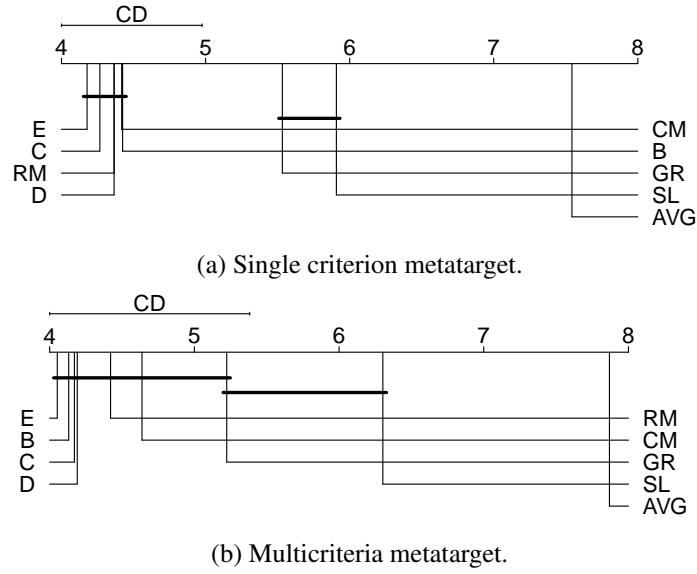 CD
4 5 6 7 8
E CM
C B
RM GR
D SL
AVG
(a) Single criterion metatarget.
CD
4 5 6 7 8
E RM
B CM
C GR
D SL
AVG
(b) Multicriteria metatarget.